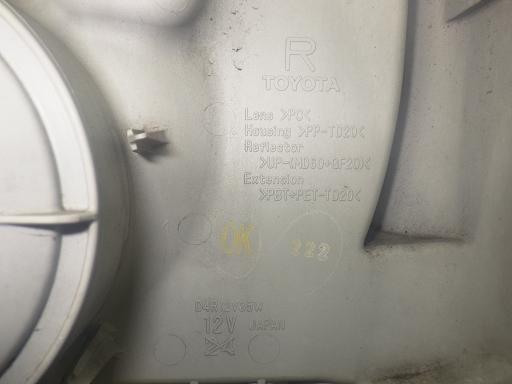 R
TOYOTA
Lens >PC<
Housing >PP-TD20<
Reflector
>UP-(MD60+GF20)<
Extension
>PBT+PET-TD20<
OK 222
D4R 12V35W
12V JAPAN